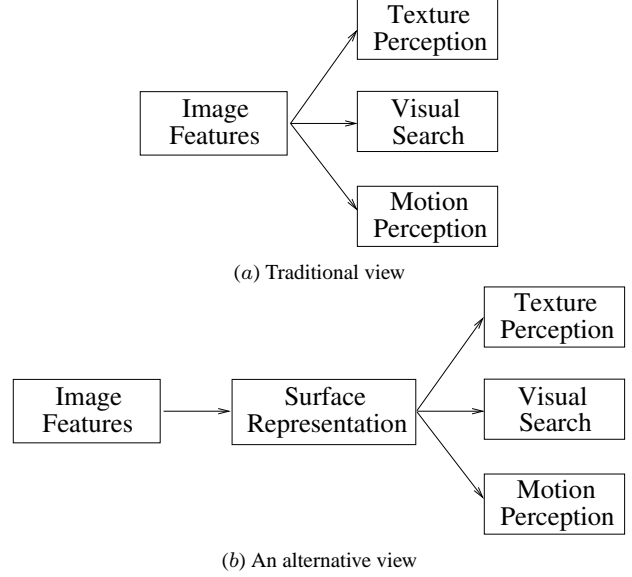 Texture
Perception
Image
Features
Visual
Search
Motion
Perception
(a) Traditional view
Texture
Perception
Image
Features
Surface
Representation
Visual
Search
Motion
Perception
(b) An alternative view